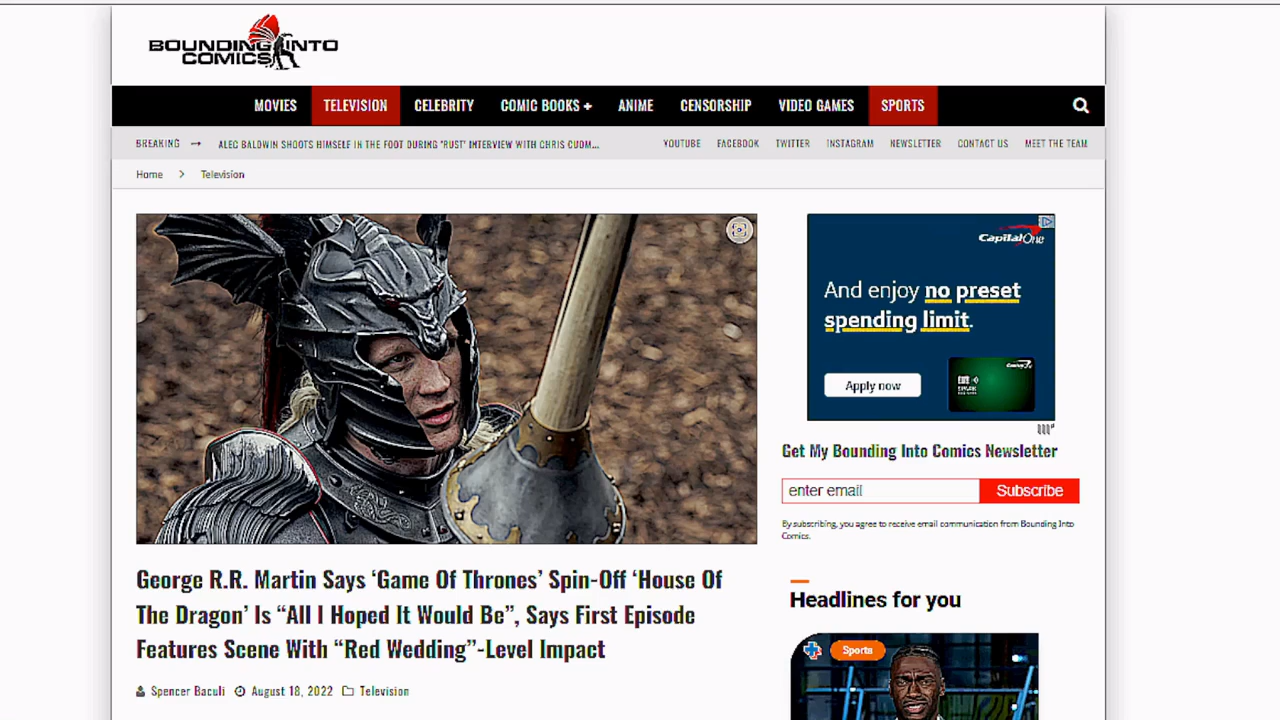 BOUNDING INTO
COMICS
MOVIES TELEVISION CELEBRITY COMIC BOOKS + ANIME CENSORSHIP VIDEO GAMES SPORTS
BREAKING → ALEC BALDWIN SHOOTS HIMSELF IN THE FOOT DURING 'RUST' INTERVIEW WITH CHRIS CUOM... YOUTUBE FACEBOOK TWITTER INSTAGRAM NEWSLETTER CONTACT US MEET THE TEAM
Home > Television
Capital One
And enjoy no preset
spending limit.
Apply now
Get My Bounding Into Comics Newsletter
enter email Subscribe
By subscribing, you agree to receive email communication from Bounding Into
Comics.
George R.R. Martin Says ‘Game Of Thrones’ Spin-Off ‘House Of
The Dragon’ Is “All I Hoped It Would Be”, Says First Episode
Features Scene With “Red Wedding”-Level Impact
Spencer Baculi August 18, 2022 Television
Headlines for you
Sports